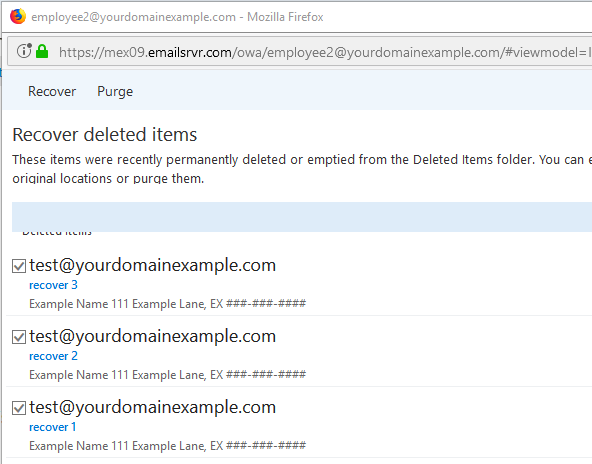 employee2@yourdomainexample.com - Mozilla Firefox
https://mex09.emailsrvr.com/owa/employee2@yourdomainexample.com/#viewmodel=
Recover Purge
Recover deleted items
These items were recently permanently deleted or emptied from the Deleted Items folder. You can
original locations or purge them.
Deleted Items
test@yourdomainexample.com
recover 3
Example Name 111 Example Lane, EX ###-###-####
test@yourdomainexample.com
recover 2
Example Name 111 Example Lane, EX ###-###-####
test@yourdomainexample.com
recover 1
Example Name 111 Example Lane, EX ###-###-####